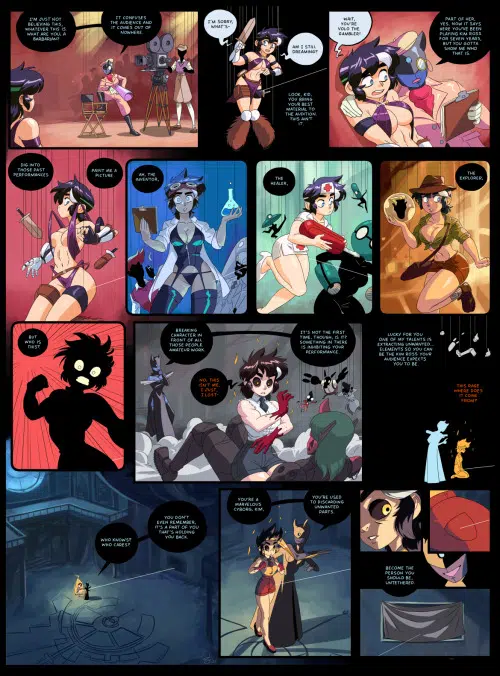 I'M JUST NOT
BELIEVING THIS,
WHATEVER THIS IS.
WHAT ARE YOU, A
BARBARIAN?
IT CONFUSES
THE AUDIENCE AND
IT COMES OUT OF
NOWHERE.
I'M SORRY,
WHAT'S-
AM I STILL
DREAMING?
LOOK, KID,
YOU BRING
YOUR BEST
MATERIAL TO
THE AUDITION.
THIS AIN'T
IT.
WAIT,
YOU'RE
VOLO THE
RAMBLER!
PART OF HER,
YES. NOW IT SAYS
HERE YOU'VE BEEN
PLAYING KIM ROSS
FOR SEVEN YEARS,
BUT YOU GOTTA
SHOW ME WHO
THAT IS.
DIG INTO
THOSE PAST
PERFORMANCES
PAINT ME A
PICTURE.
AH, THE
INVENTOR,
THE
HEALER,
THE
EXPLORER,
BUT
WHO IS
THIS?
BREAKING
CHARACTER IN
FRONT OF ALL
THOSE PEOPLE.
AMATEUR WORK.
IT'S NOT THE FIRST
TIME, THOUGH, IS IT?
SOMETHING IN THERE
IS INHIBITING YOUR
PERFORMANCE.
NO, THIS
ISN'T ME,
I JUST...
I LOST-
LUCKY FOR YOU
ONE OF MY TALENTS IS
EXTRACTING UNWANTED...
ELEMENTS SO YOU CAN
BE THE KIM ROSS YOUR
AUDIENCE EXPECTS
YOU TO BE.
THIS RAGE,
WHERE DOES
IT COME
FROM?
WHO KNOWS?
WHO CARES?
YOU DON'T
EVEN REMEMBER,
IT'S A PART OF YOU
THAT'S HOLDING
YOU BACK.
YOU'RE A
MARVELOUS
CYBORG, KIM,
YOU'RE USED
TO DISCARDING
UNWANTED
PARTS.
BECOME THE
PERSON YOU
SHOULD BE,
UNTETHERED.